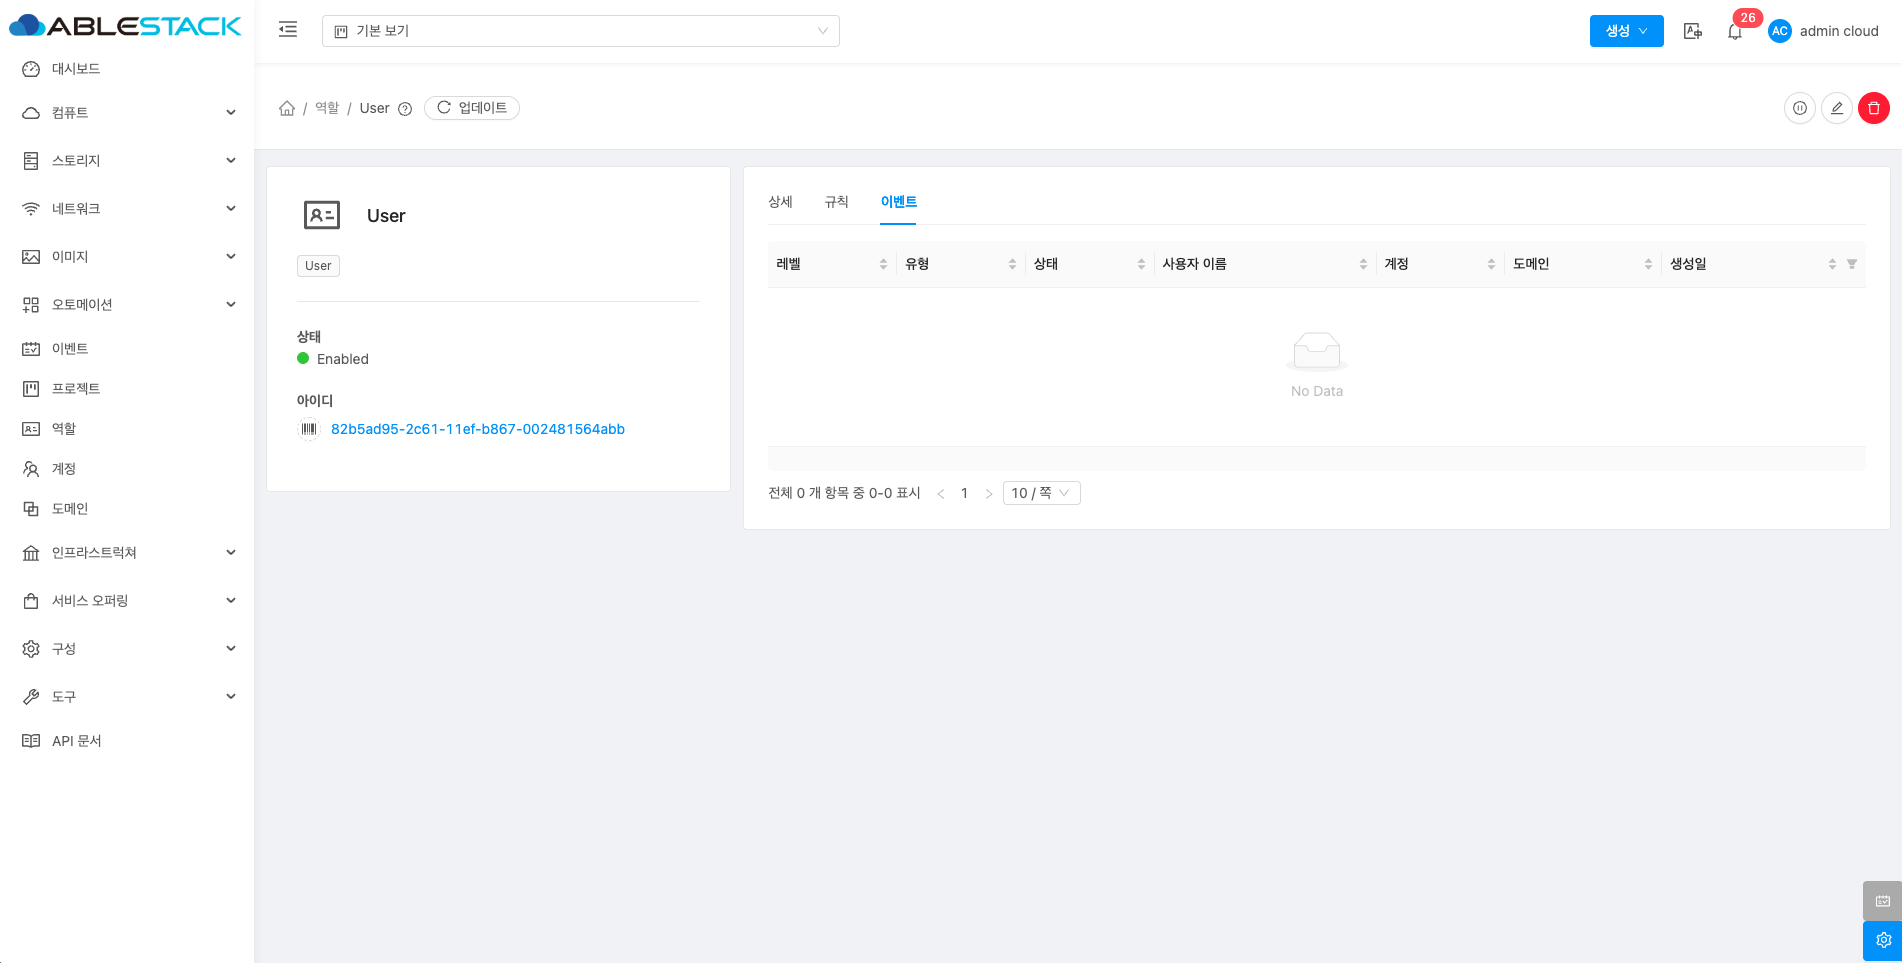 ABLESTACK
기본 보기
생성
26
AC
admin cloud
대시보드
컴퓨트
스토리지
네트워크
이미지
오토메이션
이벤트
프로젝트
역할
계정
도메인
인프라스트럭쳐
서비스 오퍼링
구성
도구
API 문서
/ 역할 / User
업데이트
User
User
상태
Enabled
아이디
82b5ad95-2c61-11ef-b867-002481564abb
상세 규칙 이벤트
레벨 유형 상태 사용자 이름 계정 도메인 생성일
No Data
전체 0 개 항목 중 0-0 표시 < 1 > 10 / 쪽